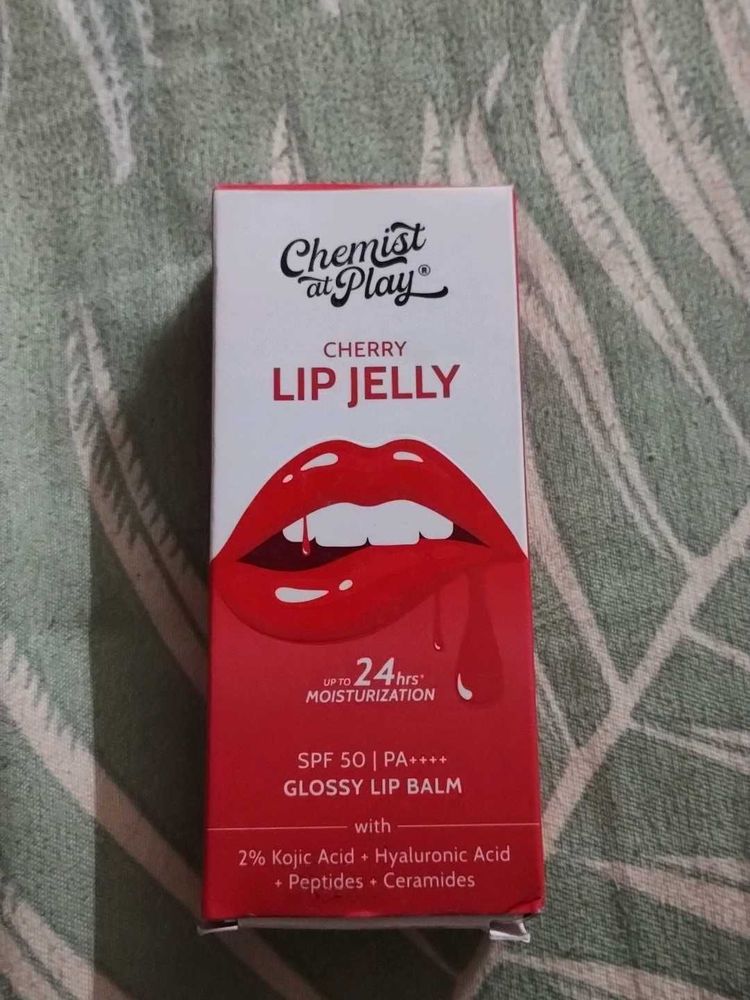 Chemist
at Play®
CHERRY
LIP JELLY
UP TO 24hrs*
MOISTURIZATION
SPF 50 | PA++++
GLOSSY LIP BALM
with
2% Kojic Acid + Hyaluronic Acid
+ Peptides + Ceramides